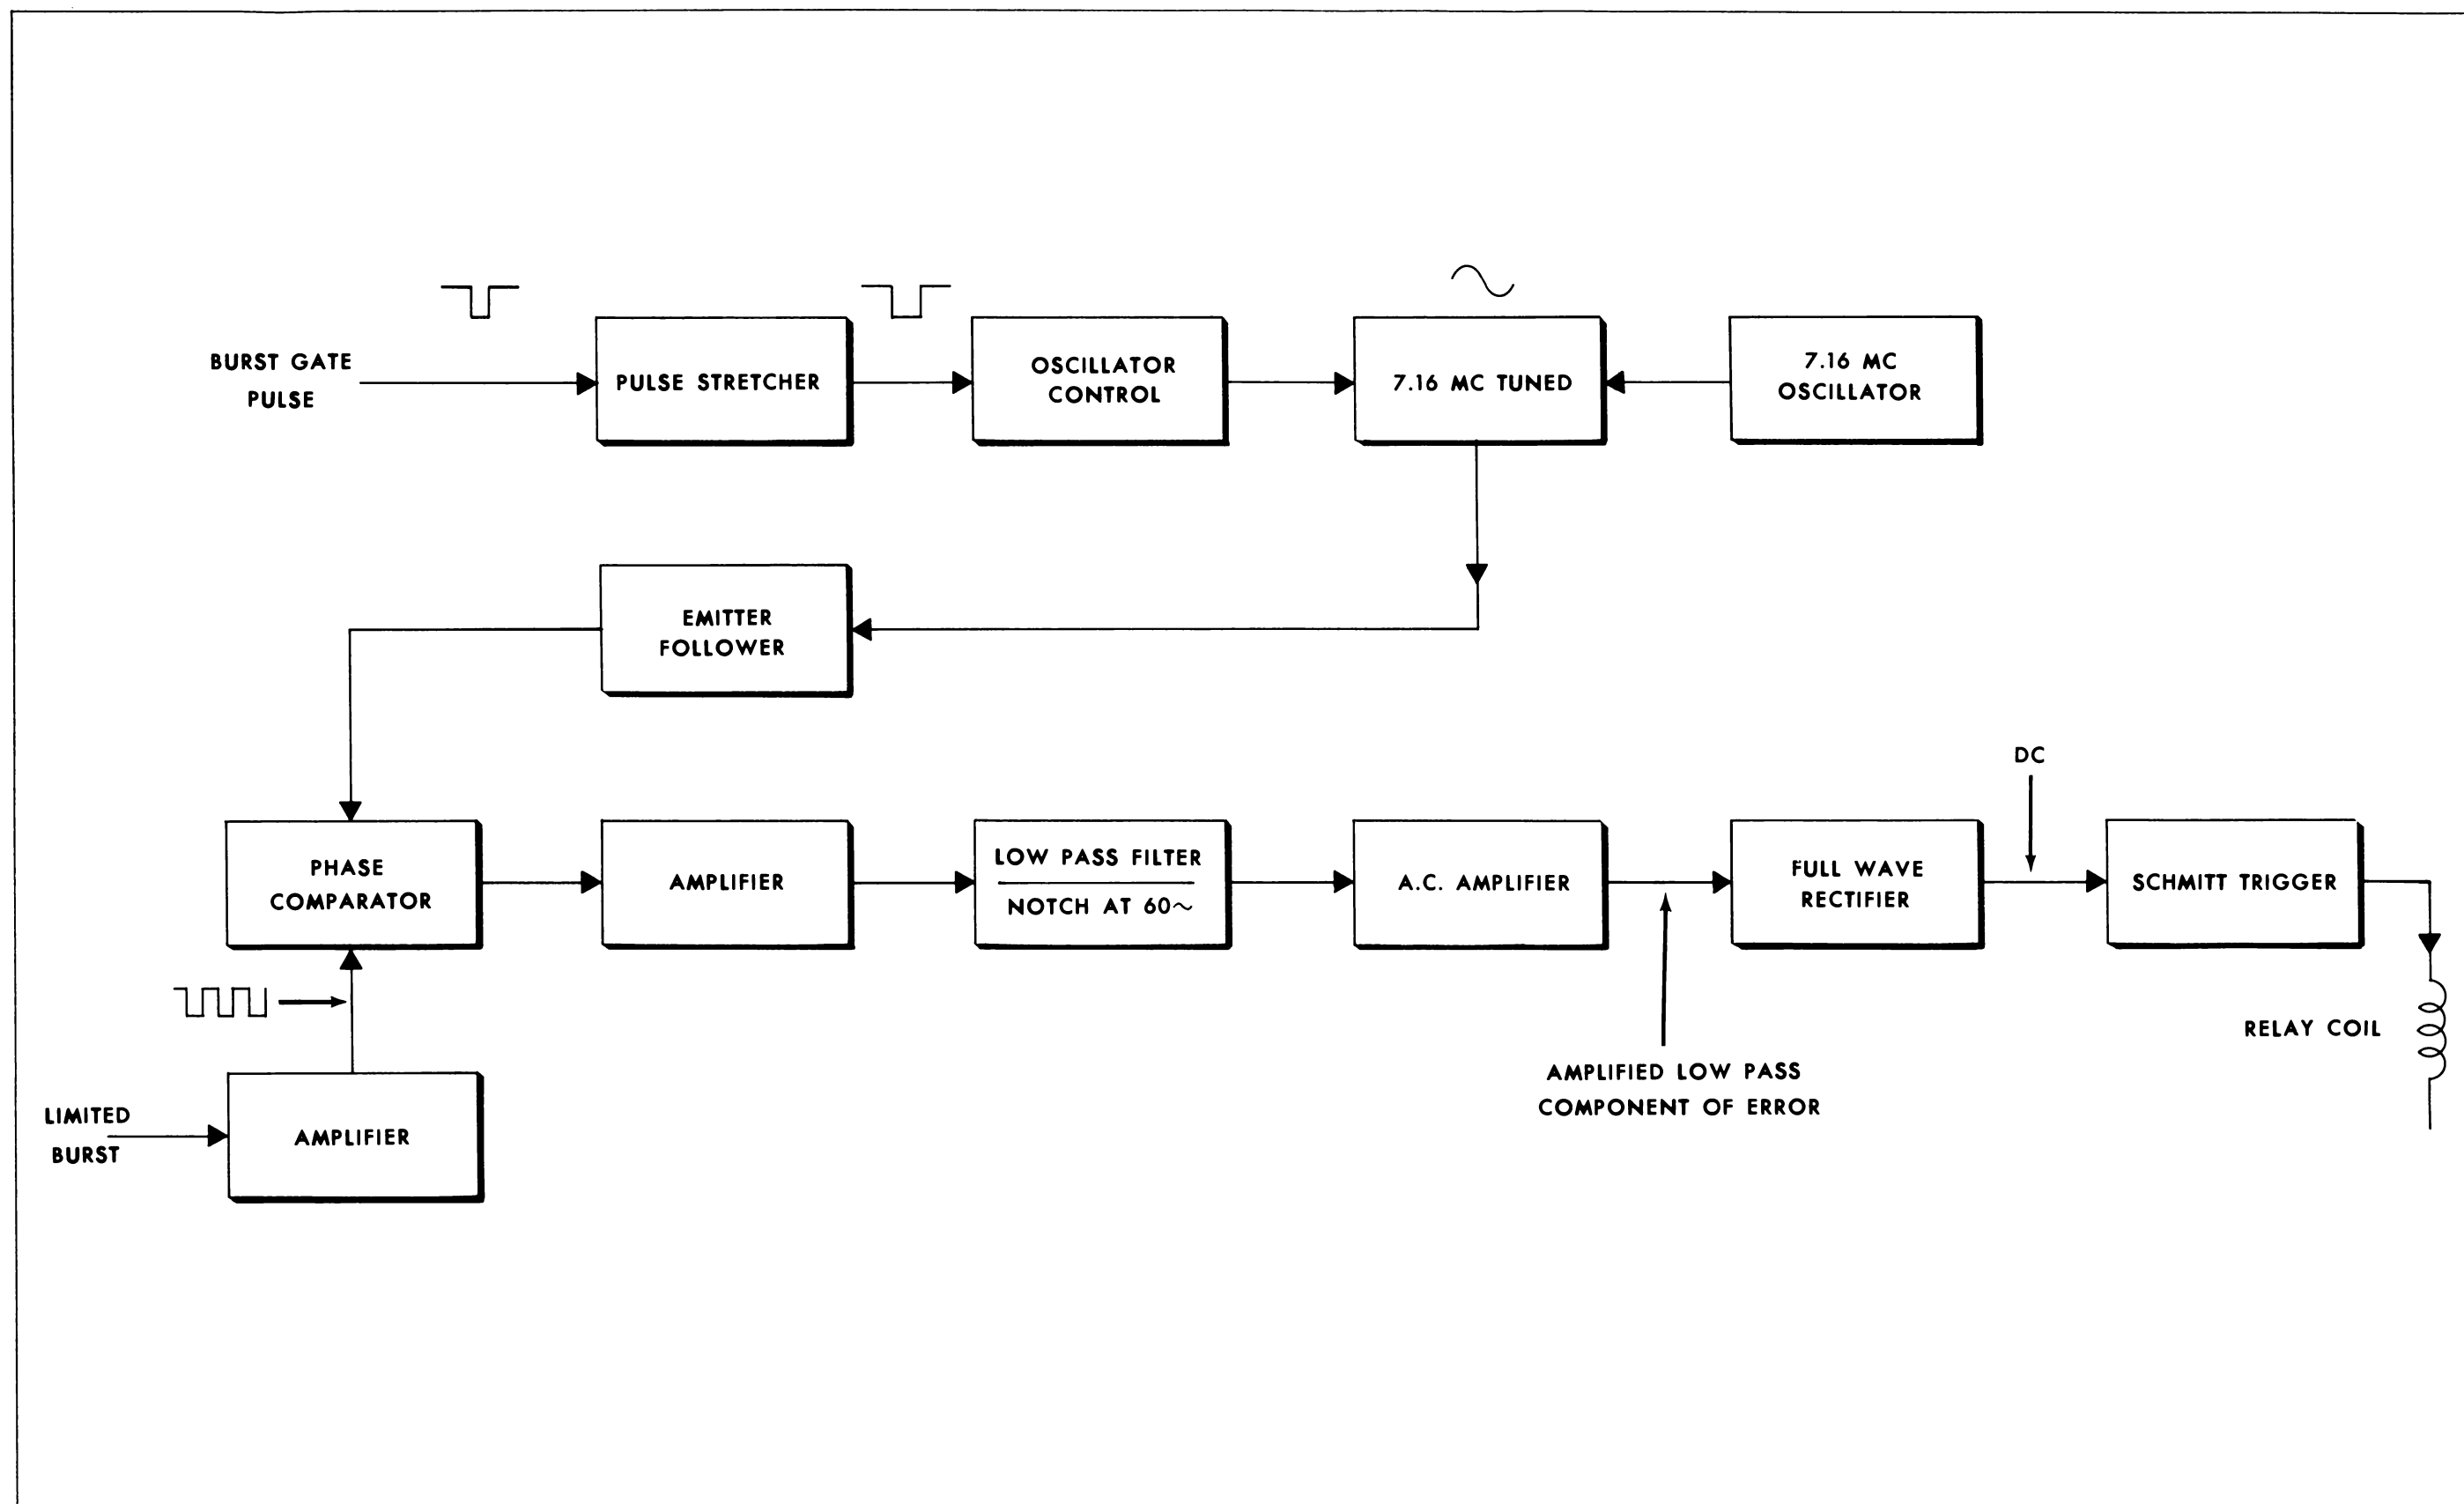 BURST GATE
PULSE
PULSE STRETCHER
OSCILLATOR
CONTROL
7.16 MC TUNED
7.16 MC
OSCILLATOR
EMITTER
FOLLOWER
DC
PHASE
COMPARATOR
AMPLIFIER
LOW PASS FILTER
NOTCH AT 60~
A.C. AMPLIFIER
FULL WAVE
RECTIFIER
SCHMITT TRIGGER
RELAY COIL
AMPLIFIED LOW PASS
COMPONENT OF ERROR
LIMITED
BURST
AMPLIFIER